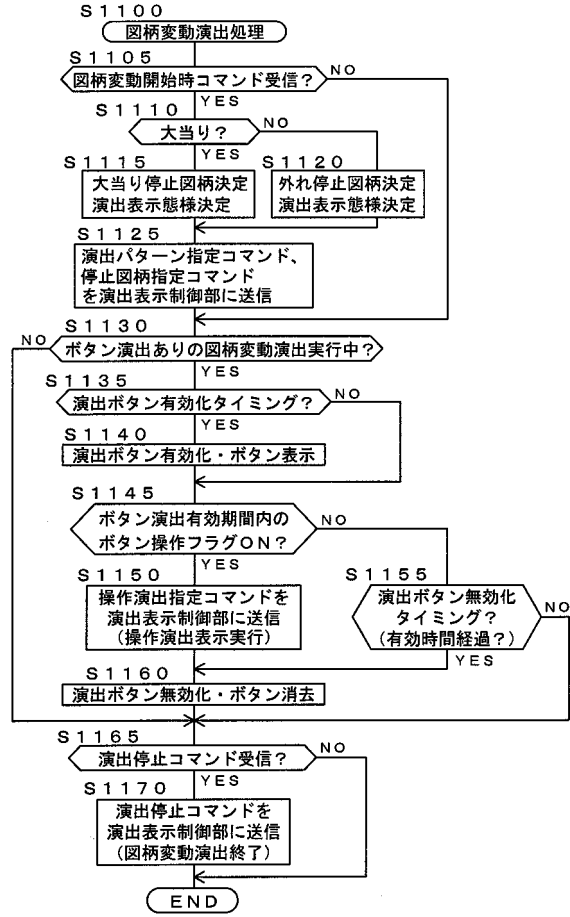 S1100
図柄変動演出処理
S1105
図柄変動開始時コマンド受信？
NO
YES
S1110
大当り？
NO
YES
S1115
大当り停止図柄決定
演出表示態様決定
S1120
外れ停止図柄決定
演出表示態様決定
S1125
演出パターン指定コマンド、
停止図柄指定コマンド
を演出表示制御部に送信
S1130
NO
ボタン演出ありの図柄変動演出実行中？
YES
S1135
演出ボタン有効化タイミング？
NO
YES
S1140
演出ボタン有効化・ボタン表示
S1145
ボタン演出有効期間内の
ボタン操作フラグON？
NO
YES
S1150
操作演出指定コマンドを
演出表示制御部に送信
(操作演出表示実行)
S1155
演出ボタン無効化
タイミング？
(有効時間経過？)
NO
YES
S1160
演出ボタン無効化・ボタン消去
S1165
演出停止コマンド受信？
NO
YES
S1170
演出停止コマンドを
演出表示制御部に送信
(図柄変動演出終了)
END